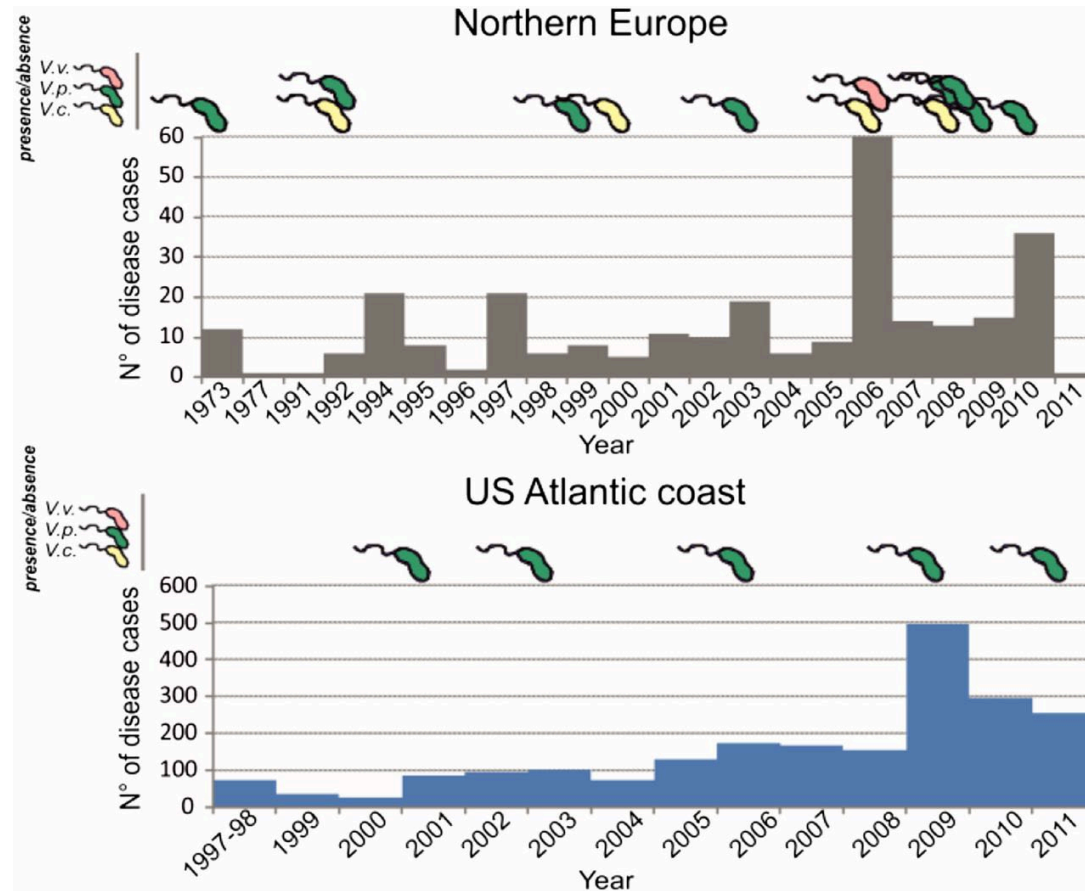 Northern Europe
presence/absence
V.v.
V.p.
V.c.
N° of disease cases
60
50
40
30
20
10
0
1973 1977 1991 1992 1994 1995 1996 1997 1998 1999 2000 2001 2002 2003 2004 2005 2006 2007 2008 2009 2010 2011
Year
US Atlantic coast
presence/absence
V.v.
V.p.
V.c.
N° of disease cases
600
500
400
300
200
100
0
1997-98 1999 2000 2001 2002 2003 2004 2005 2006 2007 2008 2009 2010 2011
Year